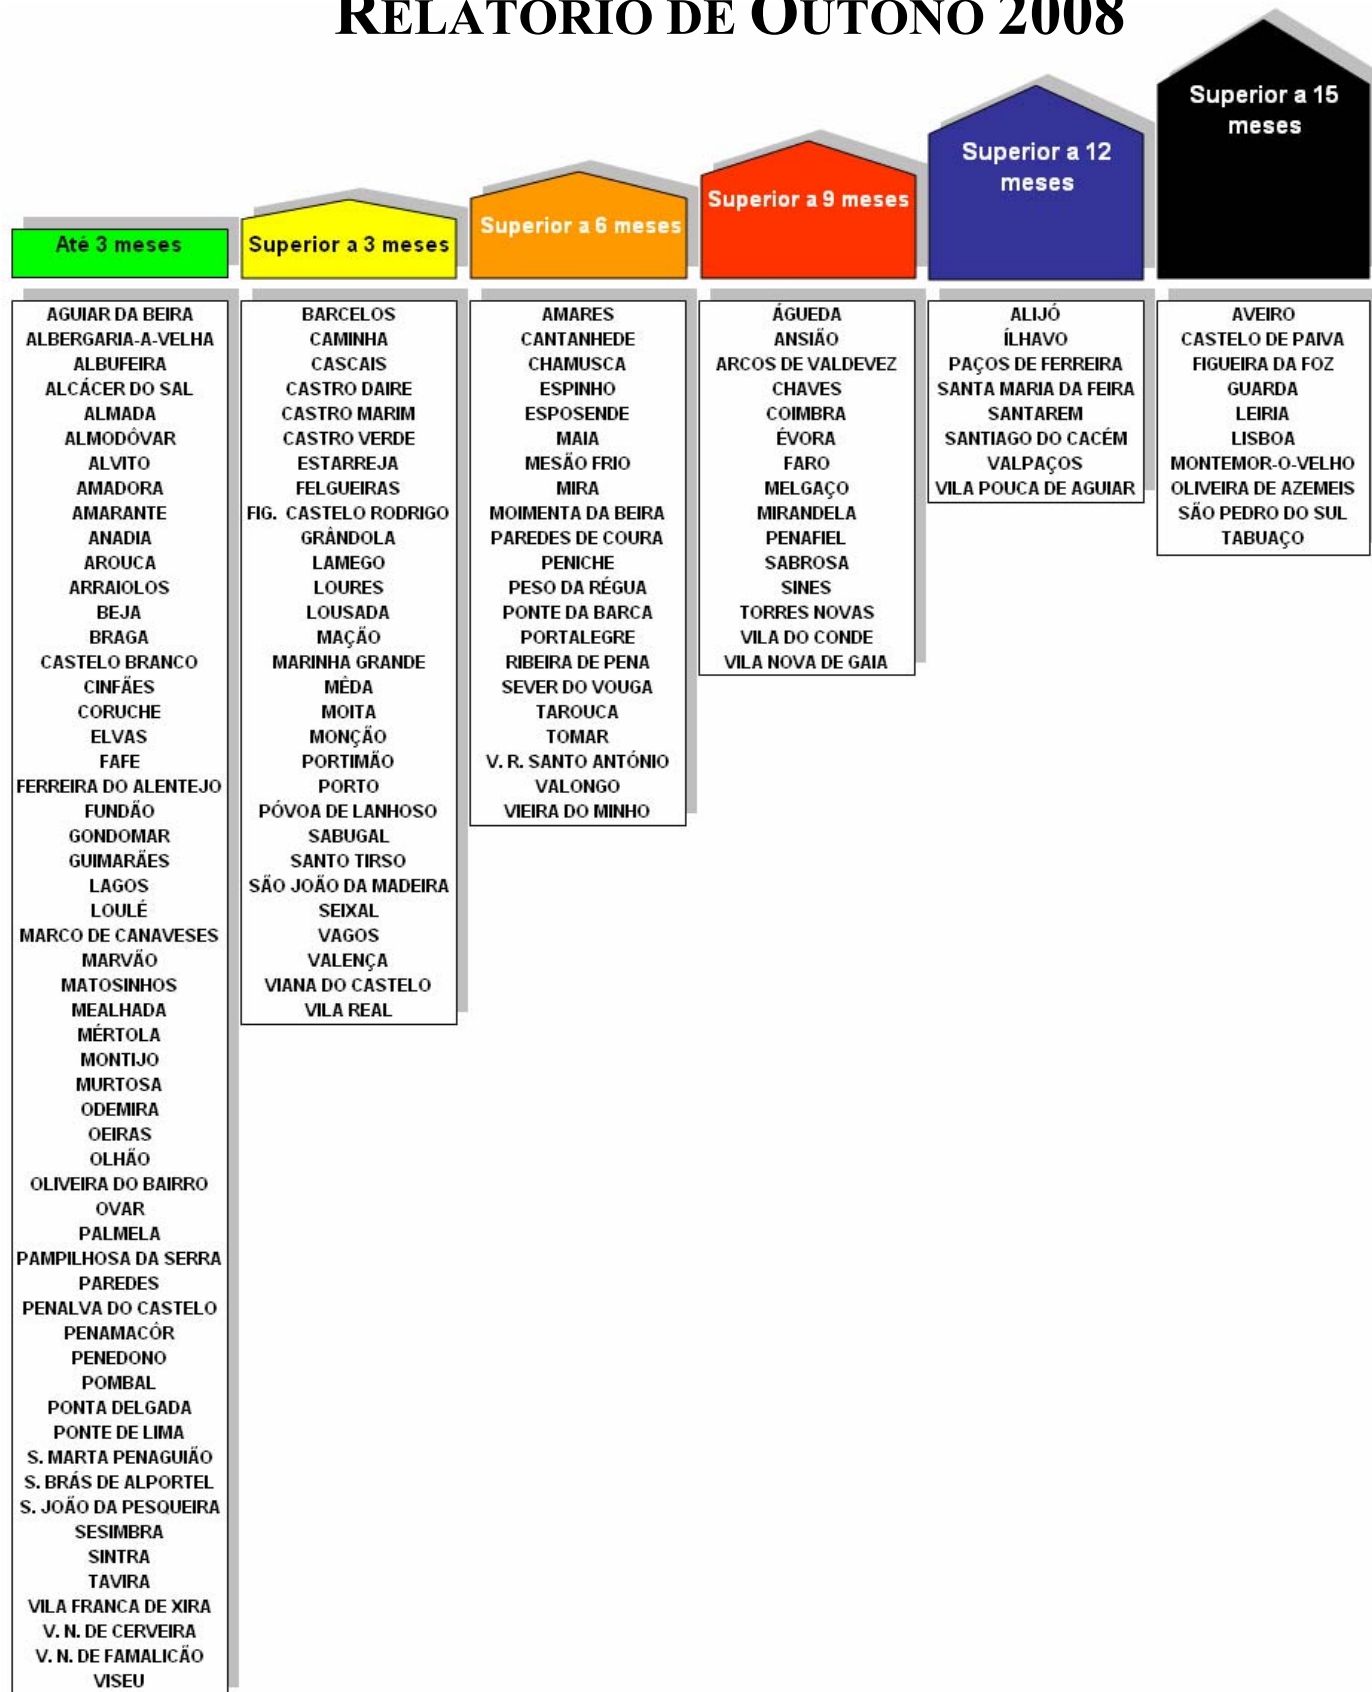 RELATÓRIO DE OUTONO 2008
Até 3 meses
AGUIAR DA BEIRA
ALBERGARIA-A-VELHA
ALBUFEIRA
ALCÁCER DO SAL
ALMADA
ALMODÔVAR
ALVITO
AMADORA
AMARANTE
ANADIA
AROUCA
ARRAIOLOS
BEJA
BRAGA
CASTELO BRANCO
CINFÃES
CORUCHE
ELVAS
FAFE
FERREIRA DO ALENTEJO
FUNDÃO
GONDOMAR
GUIMARÃES
LAGOS
LOULÉ
MARCO DE CANAVESES
MARVÃO
MATOSINHOS
MEALHADA
MÉRTOLA
MONTIJO
MURTOSA
ODEMIRA
OEIRAS
OLHÃO
OLIVEIRA DO BAIRRO
OVAR
PALMELA
PAMPILHOSA DA SERRA
PAREDES
PENALVA DO CASTELO
PENAMACÔR
PENEDONO
POMBAL
PONTA DELGADA
PONTE DE LIMA
S. MARTA PENAGUIÃO
S. BRÁS DE ALPORTEL
S. JOÃO DA PESQUEIRA
SESIMBRA
SINTRA
TAVIRA
VILA FRANCA DE XIRA
V. N. DE CERVEIRA
V. N. DE FAMALICÃO
VISEU
Superior a 3 meses
BARCELOS
CAMINHA
CASCAIS
CASTRO DAIRE
CASTRO MARIM
CASTRO VERDE
ESTARREJA
FELGUEIRAS
FIG. CASTELO RODRIGO
GRÂNDOLA
LAMEGO
LOURES
LOUSADA
MAÇÃO
MARINHA GRANDE
MÊDA
MOITA
MONÇÃO
PORTIMÃO
PORTO
PÓVOA DE LANHOSO
SABUGAL
SANTO TIRSO
SÃO JOÃO DA MADEIRA
SEIXAL
VAGOS
VALENÇA
VIANA DO CASTELO
VILA REAL
Superior a 6 meses
AMARES
CANTANHEDE
CHAMUSCA
ESPINHO
ESPOSENDE
MAIA
MESÃO FRIO
MIRA
MOIMENTA DA BEIRA
PAREDES DE COURA
PENICHE
PESO DA RÉGUA
PONTE DA BARCA
PORTALEGRE
RIBEIRA DE PENA
SEVER DO VOUGA
TAROUCA
TOMAR
V. R. SANTO ANTÓNIO
VALONGO
VIEIRA DO MINHO
Superior a 9 meses
ÁGUEDA
ANSIÃO
ARCOS DE VALDEVEZ
CHAVES
COIMBRA
ÉVORA
FARO
MELGAÇO
MIRANDELA
PENAFIEL
SABROSA
SINES
TORRES NOVAS
VILA DO CONDE
VILA NOVA DE GAIA
Superior a 12
meses
ALIJÓ
ÍLHAVO
PAÇOS DE FERREIRA
SANTA MARIA DA FEIRA
SANTAREM
SANTIAGO DO CACÉM
VALPAÇOS
VILA POUCA DE AGUIAR
Superior a 15
meses
AVEIRO
CASTELO DE PAIVA
FIGUEIRA DA FOZ
GUARDA
LEIRIA
LISBOA
MONTEMOR-O-VELHO
OLIVEIRA DE AZEMEIS
SÃO PEDRO DO SUL
TABUAÇO